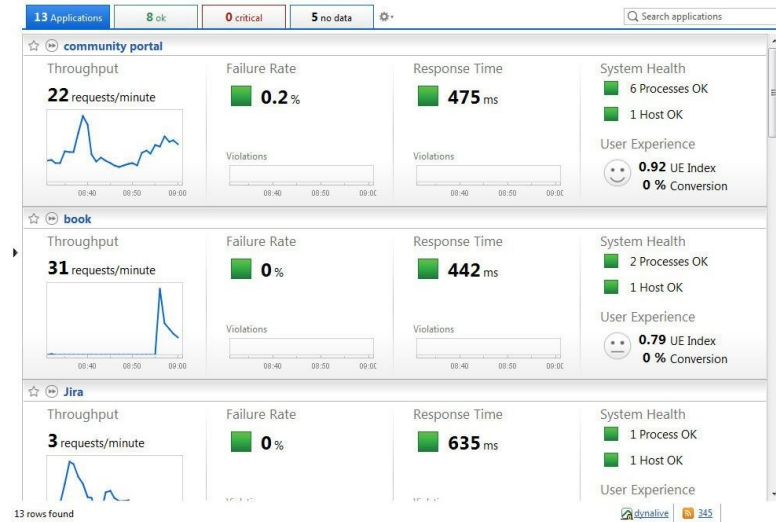 13 Applications 8 ok 0 critical 5 no data Search applications
community portal
Throughput Failure Rate Response Time System Health
22 requests/minute 0.2 % 475 ms 6 Processes OK
1 Host OK
User Experience
Violations Violations
0.92 UE Index
0 % Conversion
08:40 08:50 09:00 08:40 08:50 09:00 08:40 08:50 09:00
book
Throughput Failure Rate Response Time System Health
31 requests/minute 0 % 442 ms 2 Processes OK
1 Host OK
User Experience
Violations Violations
0.79 UE Index
0 % Conversion
08:40 08:50 09:00 08:40 08:50 09:00 08:40 08:50 09:00
Jira
Throughput Failure Rate Response Time System Health
3 requests/minute 0 % 635 ms 1 Process OK
1 Host OK
User Experience
13 rows found dynalive 345